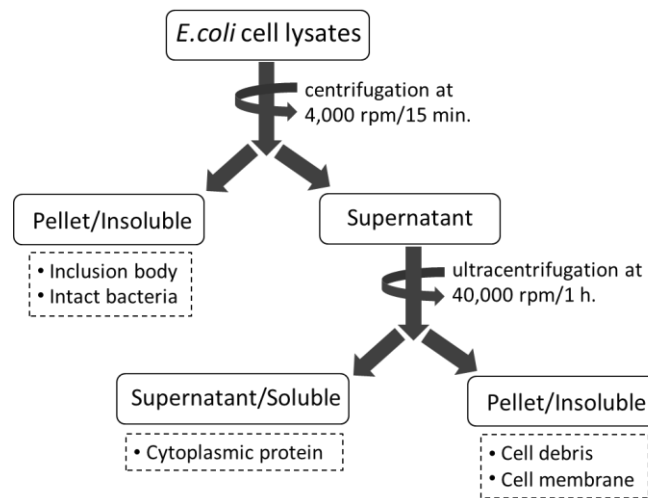 E.coli cell lysates
centrifugation at
4,000 rpm/15 min.
Pellet/Insoluble
• Inclusion body
• Intact bacteria
Supernatant
ultracentrifugation at
40,000 rpm/1 h.
Supernatant/Soluble
• Cytoplasmic protein
Pellet/Insoluble
• Cell debris
• Cell membrane